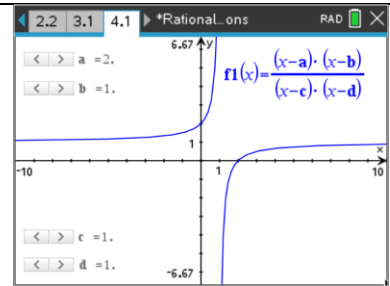 2.2 3.1 4.1 *Rational...ons RAD
6.67 y
a =2.
b =1.
f1(x)=(x-a)·(x-b)/(x-c)·(x-d)
1
x
-10 1 10
c =1.
d =1.
-6.67